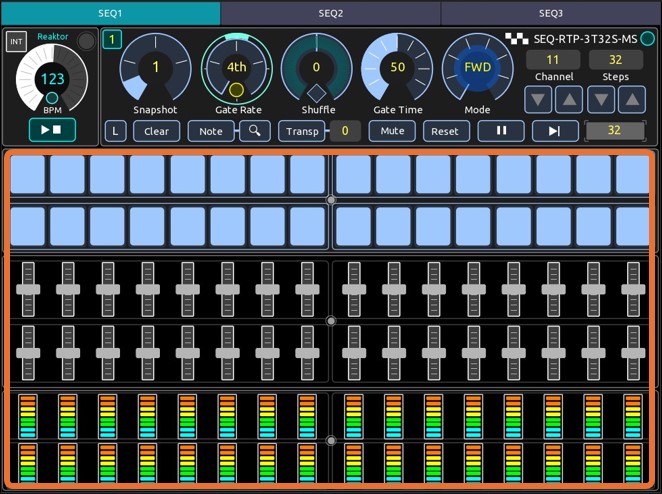 SEQ1 SEQ2 SEQ3
INT Reaktor 1 SEQ-RTP-3T32S-MS
123 1 4th 0 50 FWD 11 32
BPM Snapshot Gate Rate Shuffle Gate Time Mode Channel Steps
L Clear Note Transp 0 Mute Reset 32